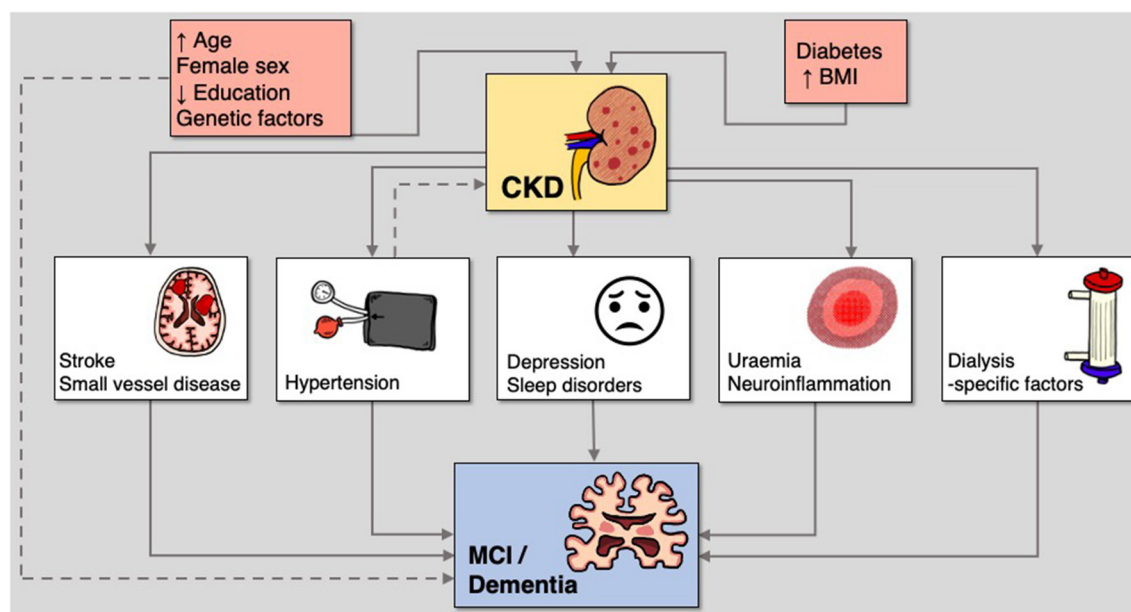 ↑ Age
Female sex
↓ Education
Genetic factors
Diabetes
↑ BMI
CKD
Stroke
Small vessel disease
Hypertension
Depression
Sleep disorders
Uraemia
Neuroinflammation
Dialysis
-specific factors
MCI /
Dementia